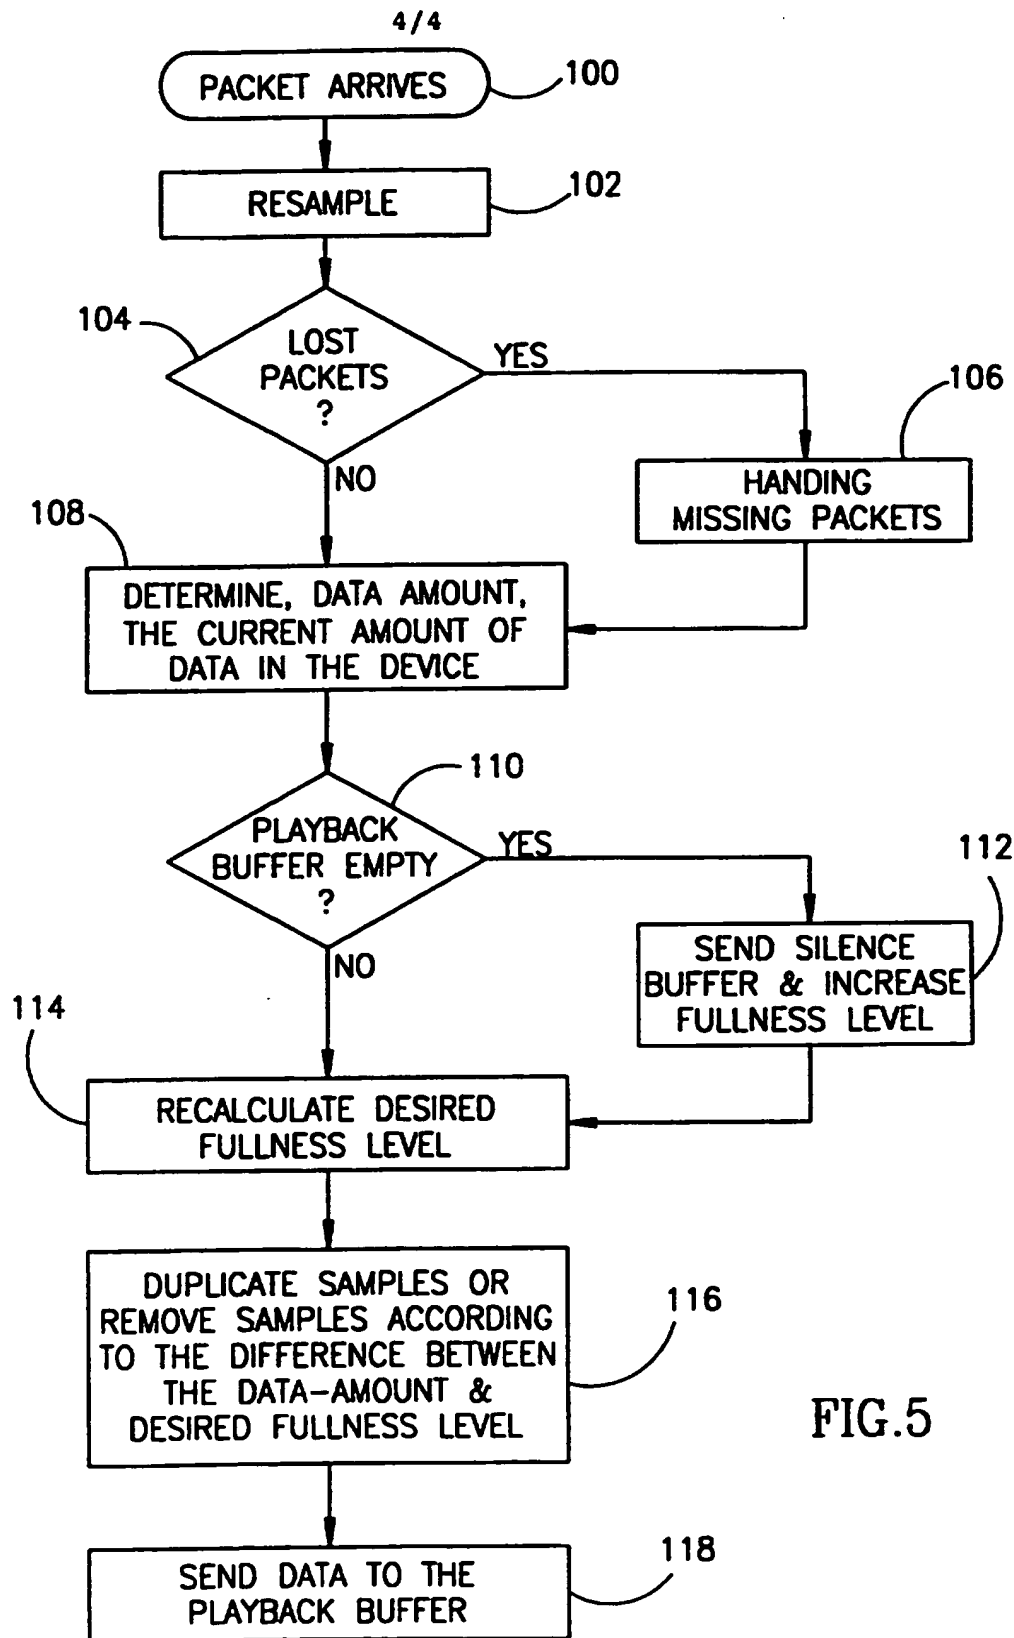 4/4
PACKET ARRIVES
100
RESAMPLE
102
104
LOST
PACKETS
?
YES
NO
106
HANDING
MISSING PACKETS
108
DETERMINE, DATA AMOUNT,
THE CURRENT AMOUNT OF
DATA IN THE DEVICE
110
PLAYBACK
BUFFER EMPTY
?
YES
NO
112
SEND SILENCE
BUFFER & INCREASE
FULLNESS LEVEL
114
RECALCULATE DESIRED
FULLNESS LEVEL
DUPLICATE SAMPLES OR
REMOVE SAMPLES ACCORDING
TO THE DIFFERENCE BETWEEN
THE DATA-AMOUNT &
DESIRED FULLNESS LEVEL
116
FIG.5
SEND DATA TO THE
PLAYBACK BUFFER
118